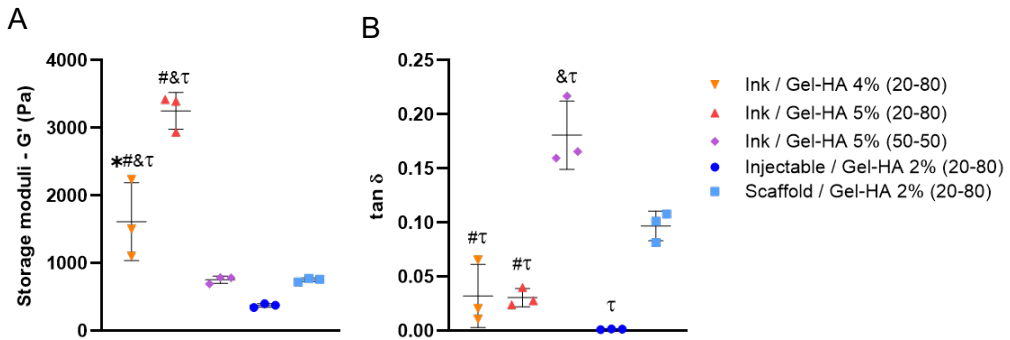 A
Storage moduli - G' (Pa)
4000
3000
2000
1000
0
*#&τ
#&τ
B
tan δ
0.25
0.20
0.15
0.10
0.05
0.00
#τ
#τ
&τ
τ
Ink / Gel-HA 4% (20-80)
Ink / Gel-HA 5% (20-80)
Ink / Gel-HA 5% (50-50)
Injectable / Gel-HA 2% (20-80)
Scaffold / Gel-HA 2% (20-80)